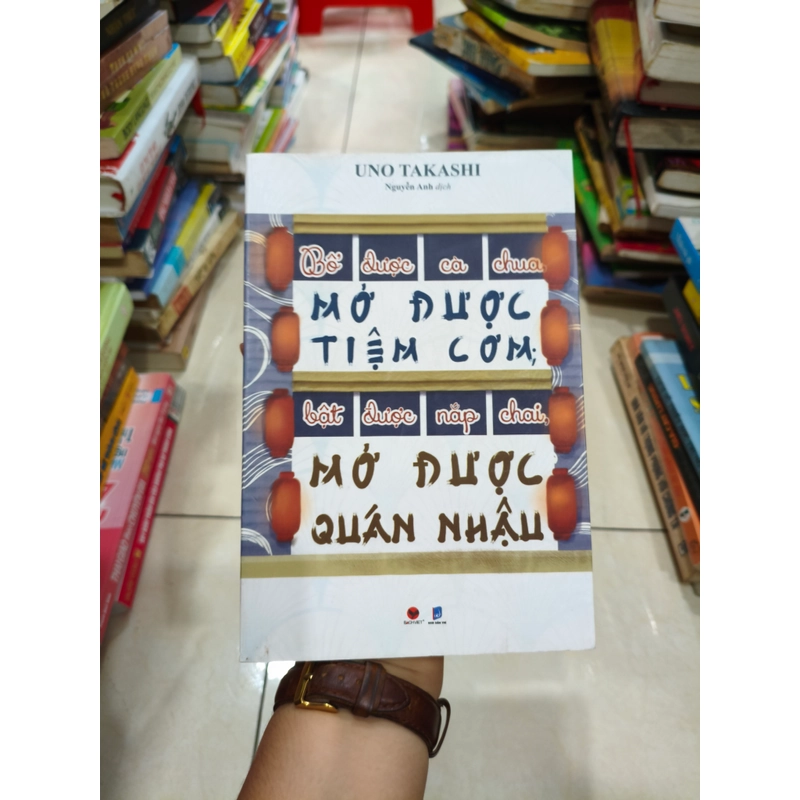 UNO TAKASHI
Nguyễn Anh dịch
Bổ được cà chua,
MỞ ĐƯỢC
TIỆM CƠM;
bật được nắp chai,
MỞ ĐƯỢC
QUÁN NHẬU